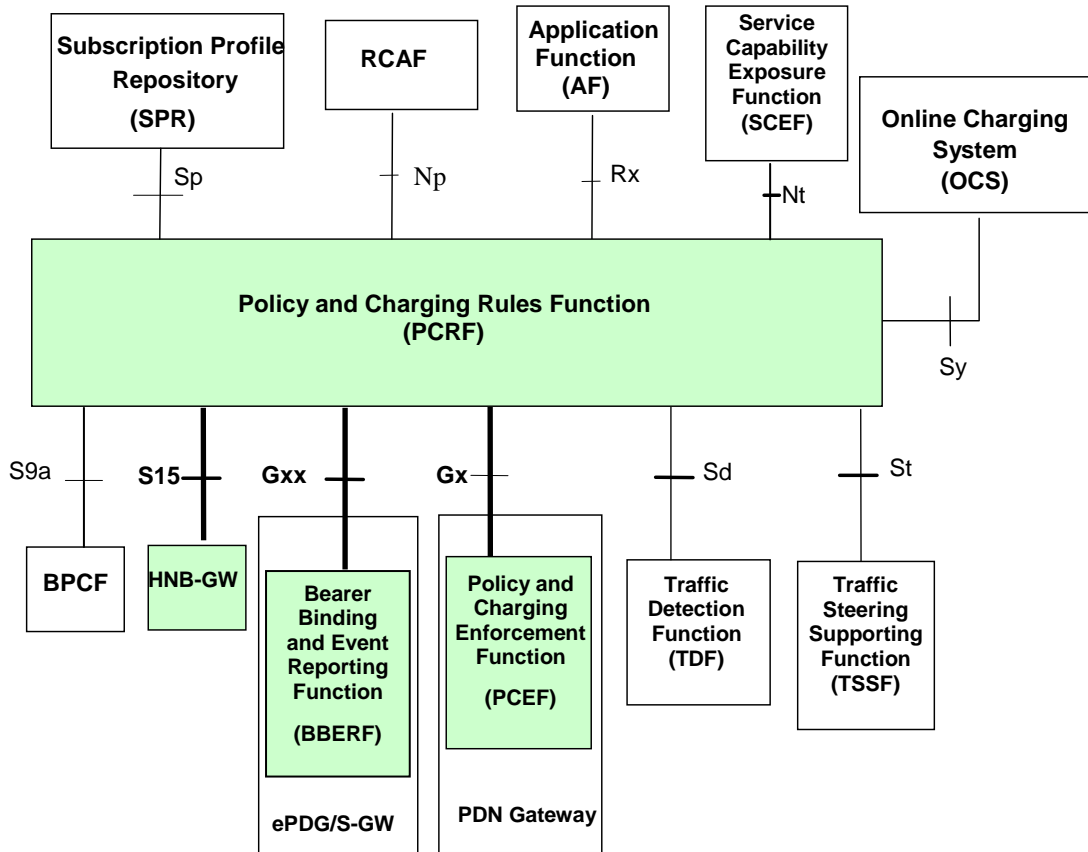 Subscription Profile
Repository
(SPR)
RCAF
Application
Function
(AF)
Service
Capability
Exposure
Function
(SCEF)
Online Charging
System
(OCS)
Sp
Np
Rx
Nt
Policy and Charging Rules Function
(PCRF)
Sy
S9a
S15
Gxx
Gx
Sd
St
BPCF
HNB-GW
Bearer
Binding
and Event
Reporting
Function
(BBERF)
ePDG/S-GW
Policy and
Charging
Enforcement
Function
(PCEF)
PDN Gateway
Traffic
Detection
Function
(TDF)
Traffic
Steering
Supporting
Function
(TSSF)